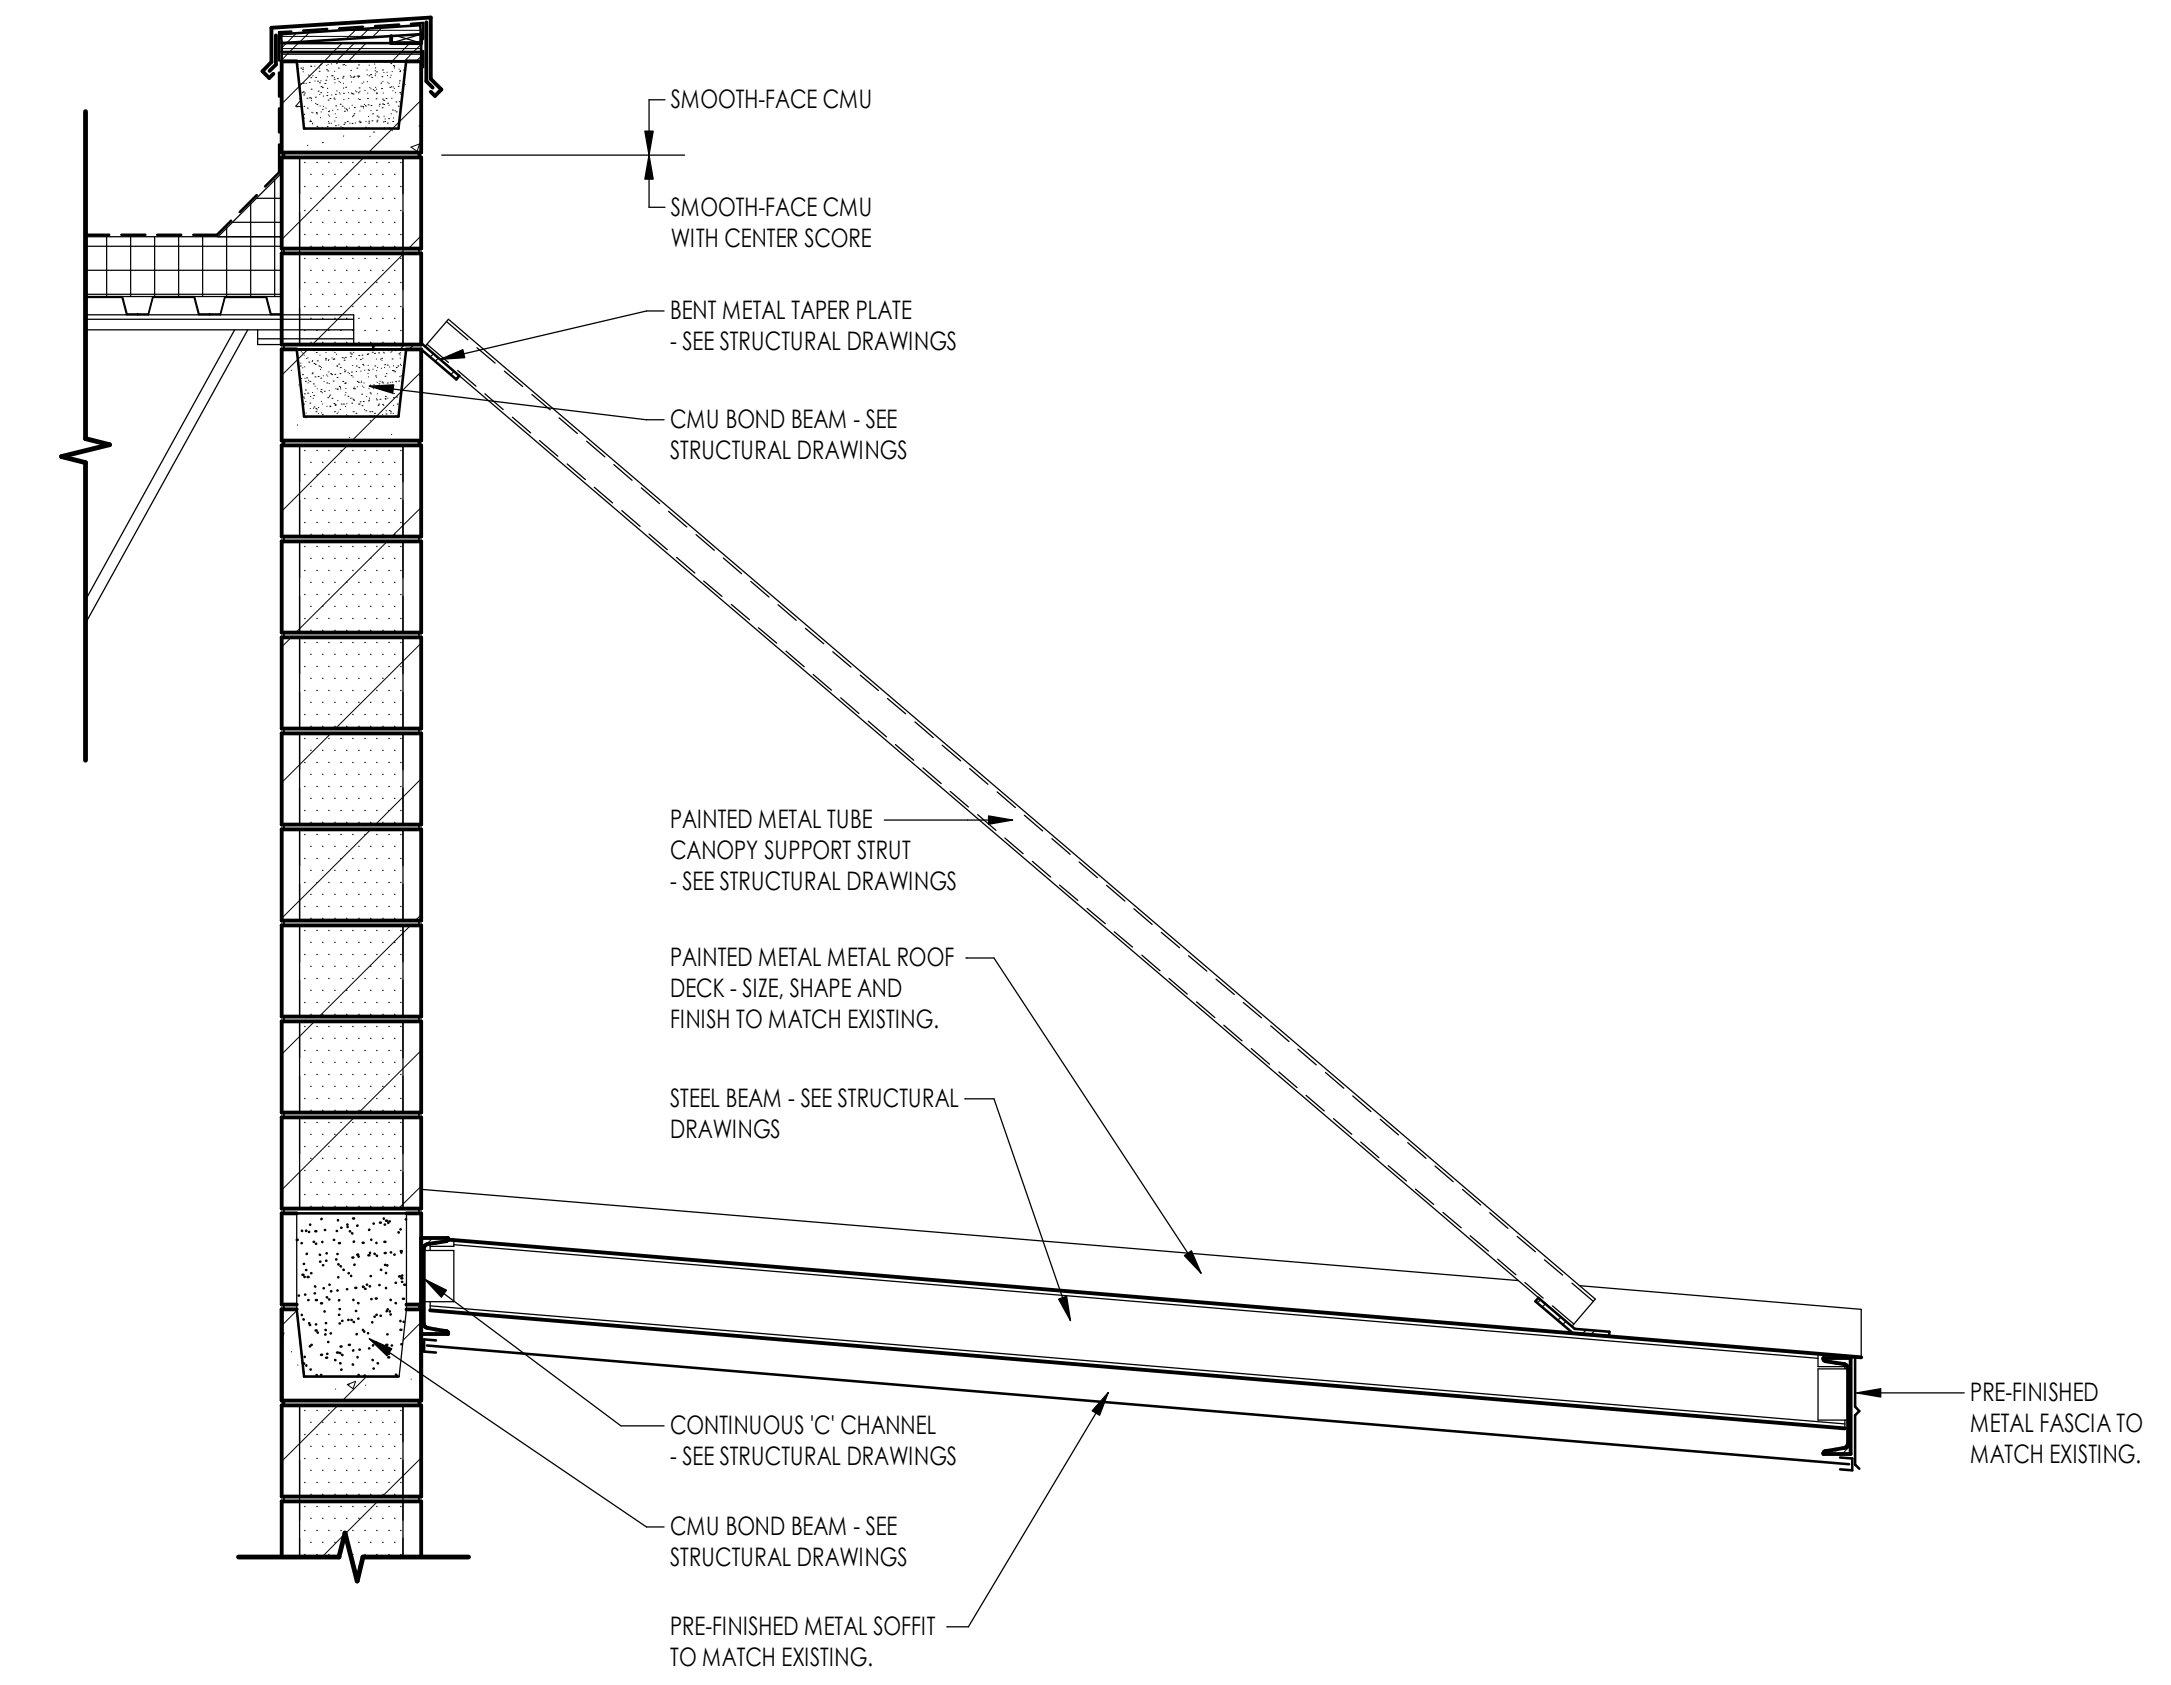 SMOOTH-FACE CMU
SMOOTH-FACE CMU
WITH CENTER SCORE
BENT METAL TAPER PLATE
- SEE STRUCTURAL DRAWINGS
CMU BOND BEAM - SEE
STRUCTURAL DRAWINGS
PAINTED METAL TUBE
CANOPY SUPPORT STRUT
- SEE STRUCTURAL DRAWINGS
PAINTED METAL METAL ROOF
DECK - SIZE, SHAPE AND
FINISH TO MATCH EXISTING.
STEEL BEAM - SEE STRUCTURAL
DRAWINGS
CONTINUOUS 'C' CHANNEL
- SEE STRUCTURAL DRAWINGS
CMU BOND BEAM - SEE
STRUCTURAL DRAWINGS
PRE-FINISHED METAL SOFFIT
TO MATCH EXISTING.
PRE-FINISHED
METAL FASCIA TO
MATCH EXISTING.